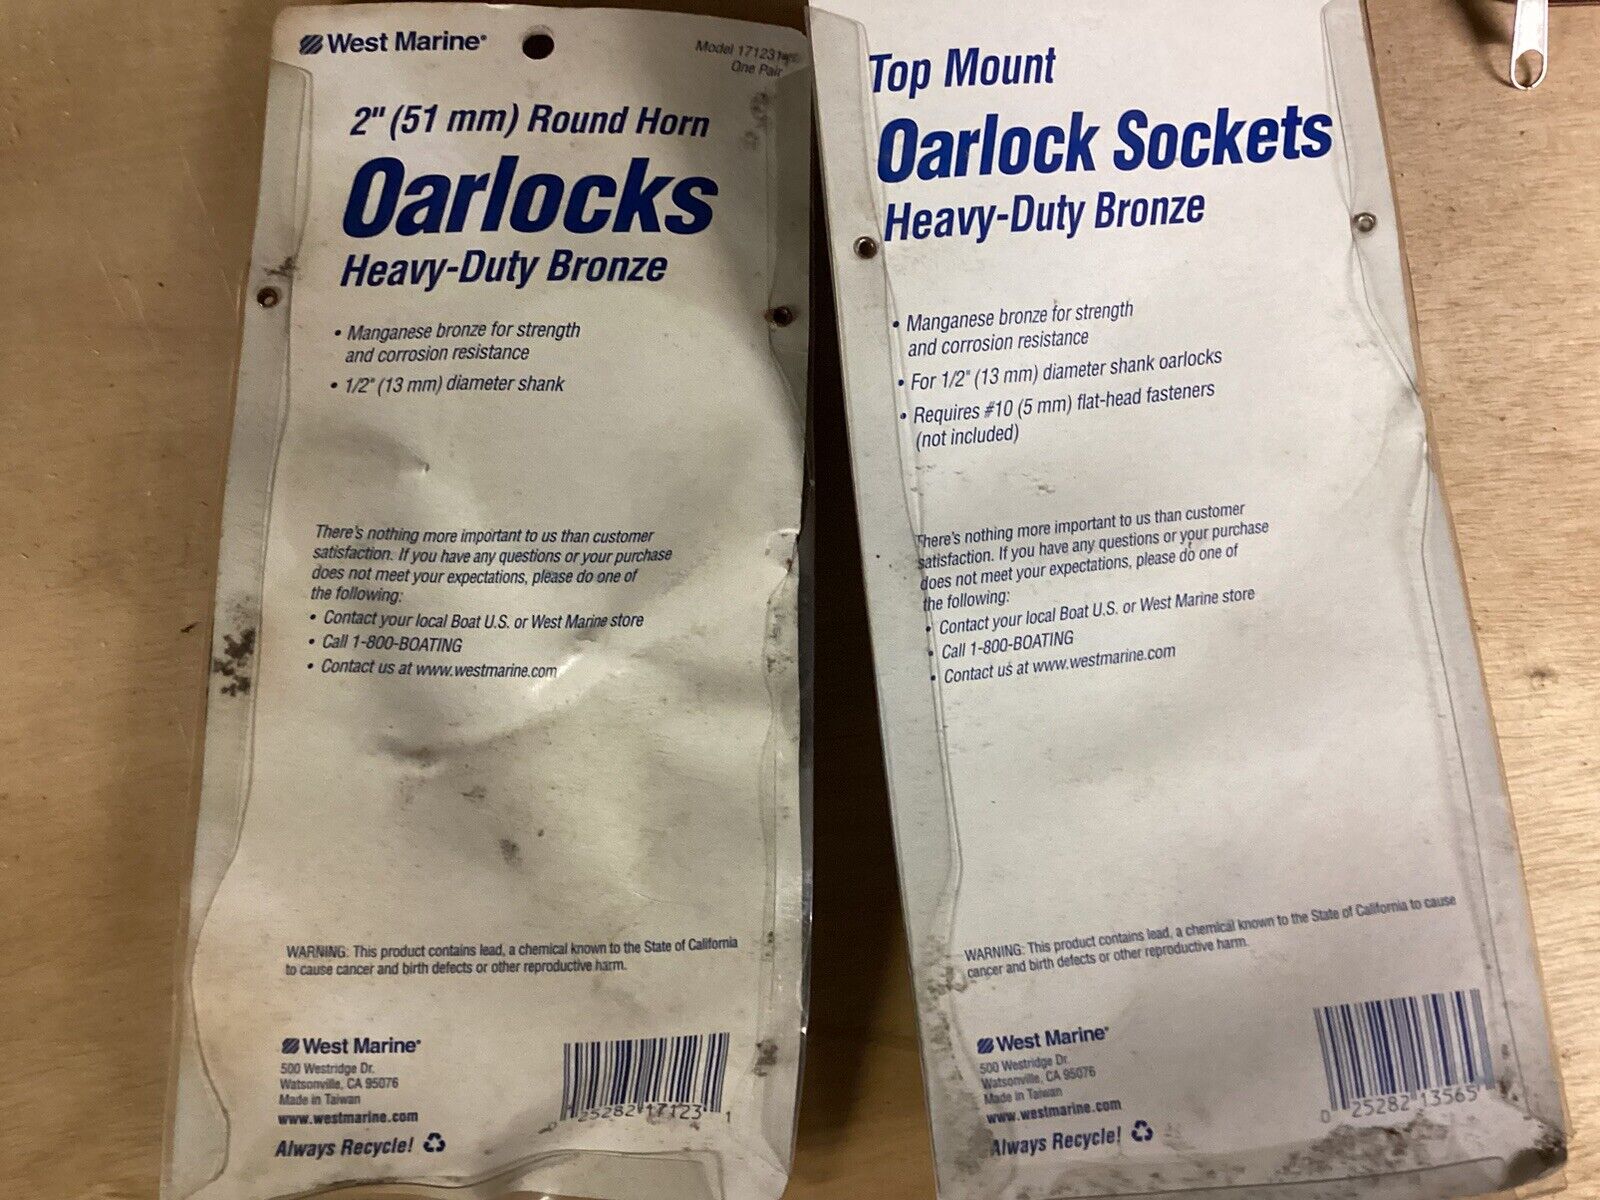 West Marine®
Model 171231
One Pair
2" (51 mm) Round Horn
Oarlocks
Heavy-Duty Bronze
• Manganese bronze for strength
and corrosion resistance
• 1/2" (13 mm) diameter shank
There's nothing more important to us than customer
satisfaction. If you have any questions or your purchase
does not meet your expectations, please do one of
the following:
• Contact your local Boat U.S. or West Marine store
• Call 1-800-BOATING
• Contact us at www.westmarine.com
WARNING: This product contains lead, a chemical known to the State of California
to cause cancer and birth defects or other reproductive harm.
West Marine®
500 Westridge Dr.
Watsonville, CA 95076
Made in Taiwan
www.westmarine.com
Always Recycle!
0 25282 17123 1
Top Mount
Oarlock Sockets
Heavy-Duty Bronze
• Manganese bronze for strength
and corrosion resistance
• For 1/2" (13 mm) diameter shank oarlocks
• Requires #10 (5 mm) flat-head fasteners
(not included)
There's nothing more important to us than customer
satisfaction. If you have any questions or your purchase
does not meet your expectations, please do one of
the following:
• Contact your local Boat U.S. or West Marine store
• Call 1-800-BOATING
• Contact us at www.westmarine.com
WARNING: This product contains lead, a chemical known to the State of California to cause
cancer and birth defects or other reproductive harm.
West Marine®
500 Westridge Dr.
Watsonville, CA 95076
Made in Taiwan
www.westmarine.com
Always Recycle!
0 25282 13565